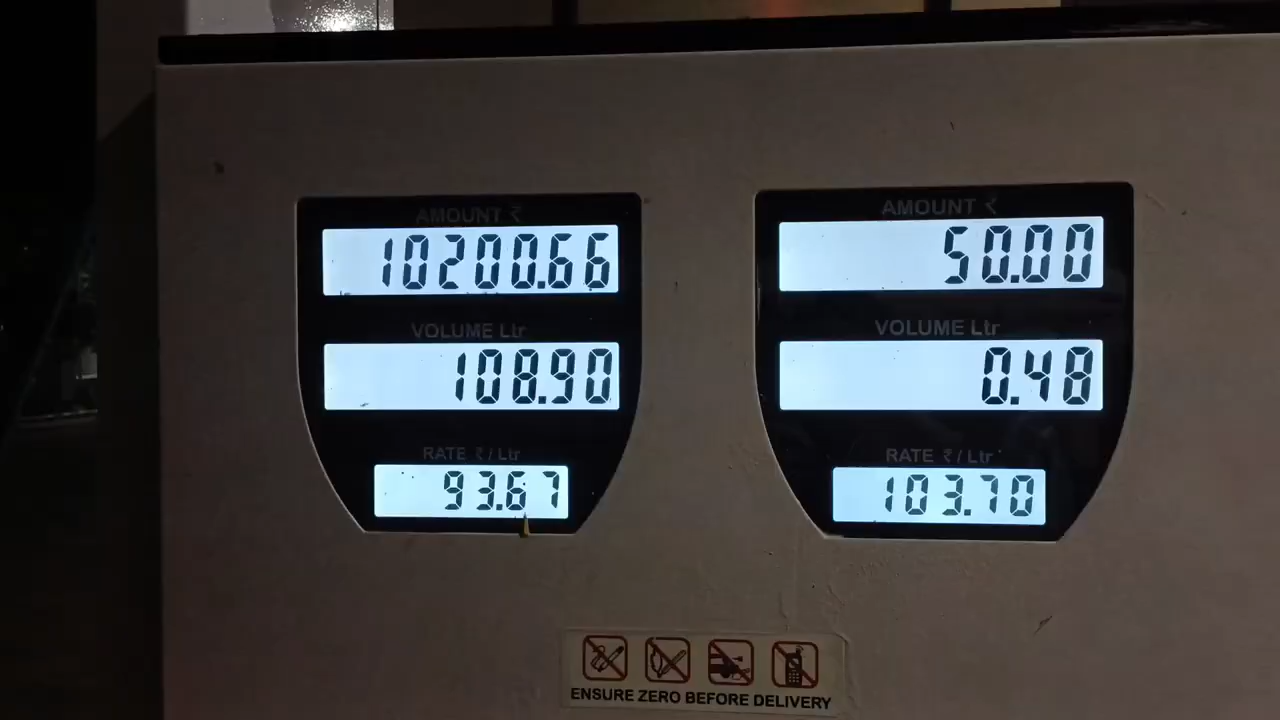 AMOUNT ₹
10200.66
VOLUME Ltr
108.90
RATE ₹/Ltr
93.67
AMOUNT ₹
50.00
VOLUME Ltr
0.48
RATE ₹/Ltr
103.70
ENSURE ZERO BEFORE DELIVERY